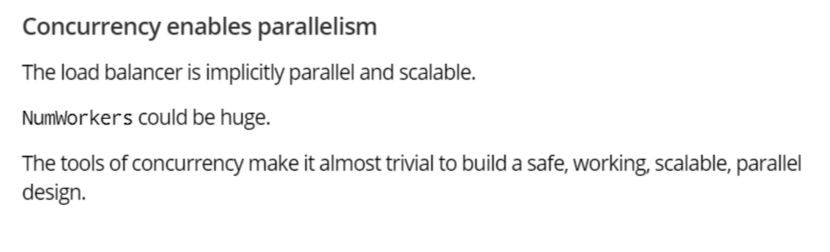 Concurrency enables parallelism
The load balancer is implicitly parallel and scalable.
NumWorkers could be huge.
The tools of concurrency make it almost trivial to build a safe, working, scalable, parallel
design.